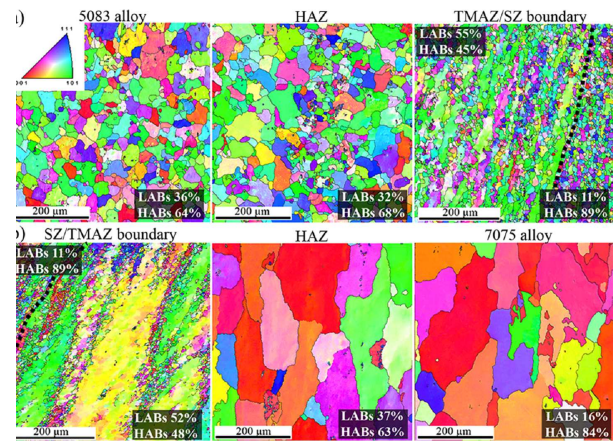 5083 alloy
HAZ
TMAZ/SZ boundary
111
001
101
LABs 55%
HABs 45%
LABs 36%
HABs 64%
LABs 32%
HABs 68%
LABs 11%
HABs 89%
200 µm
200 µm
200 µm
SZ/TMAZ boundary
HAZ
7075 alloy
LABs 11%
HABs 89%
LABs 52%
HABs 48%
LABs 37%
HABs 63%
LABs 16%
HABs 84%
200 µm
200 µm
200 µm